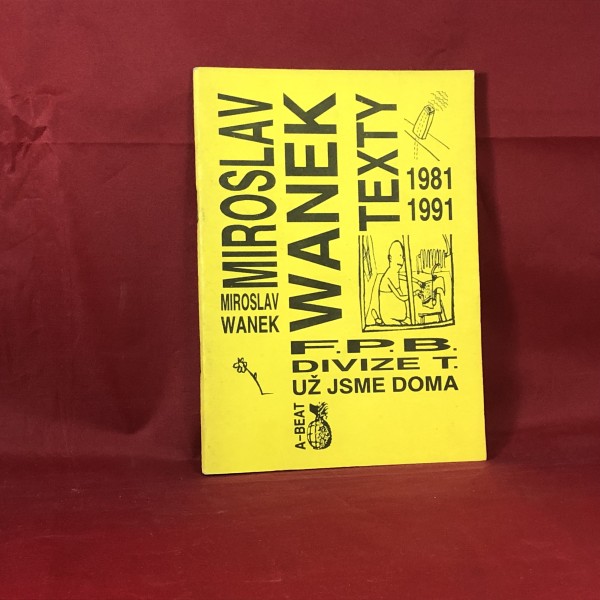 MIROSLAV
WANEK
TEXTY
1981
1991
MIROSLAV
WANEK
F.P.B.
DIVIZE T.
UŽ JSME DOMA
A-BEAT